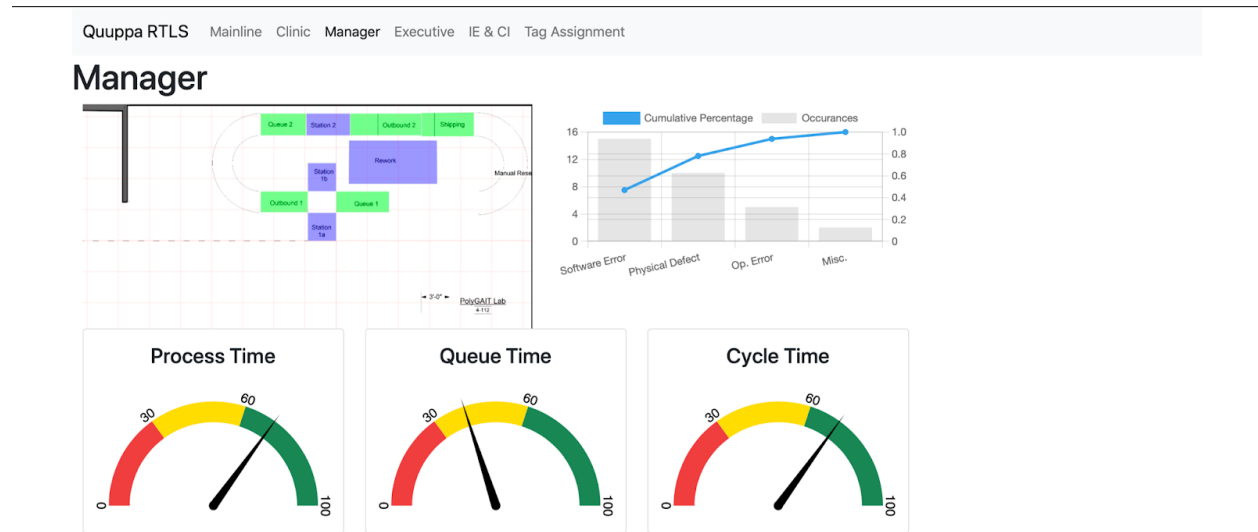 Quuppa RTLS Mainline Clinic Manager Executive IE & CI Tag Assignment
Manager
Queue 2 Station 2 Outbound 2 Shipping
Rework
Station
1b
Manual Rese
Outbound 1 Queue 1
Station
1a
3'-0"
PolyGAIT Lab
4-112
Cumulative Percentage Occurances
16 1.0
12 0.8
8 0.6
4 0.4
0.2
0 0
Software Error Physical Defect Op. Error Misc.
Process Time
0 30 60 100
Queue Time
0 30 60 100
Cycle Time
0 30 60 100